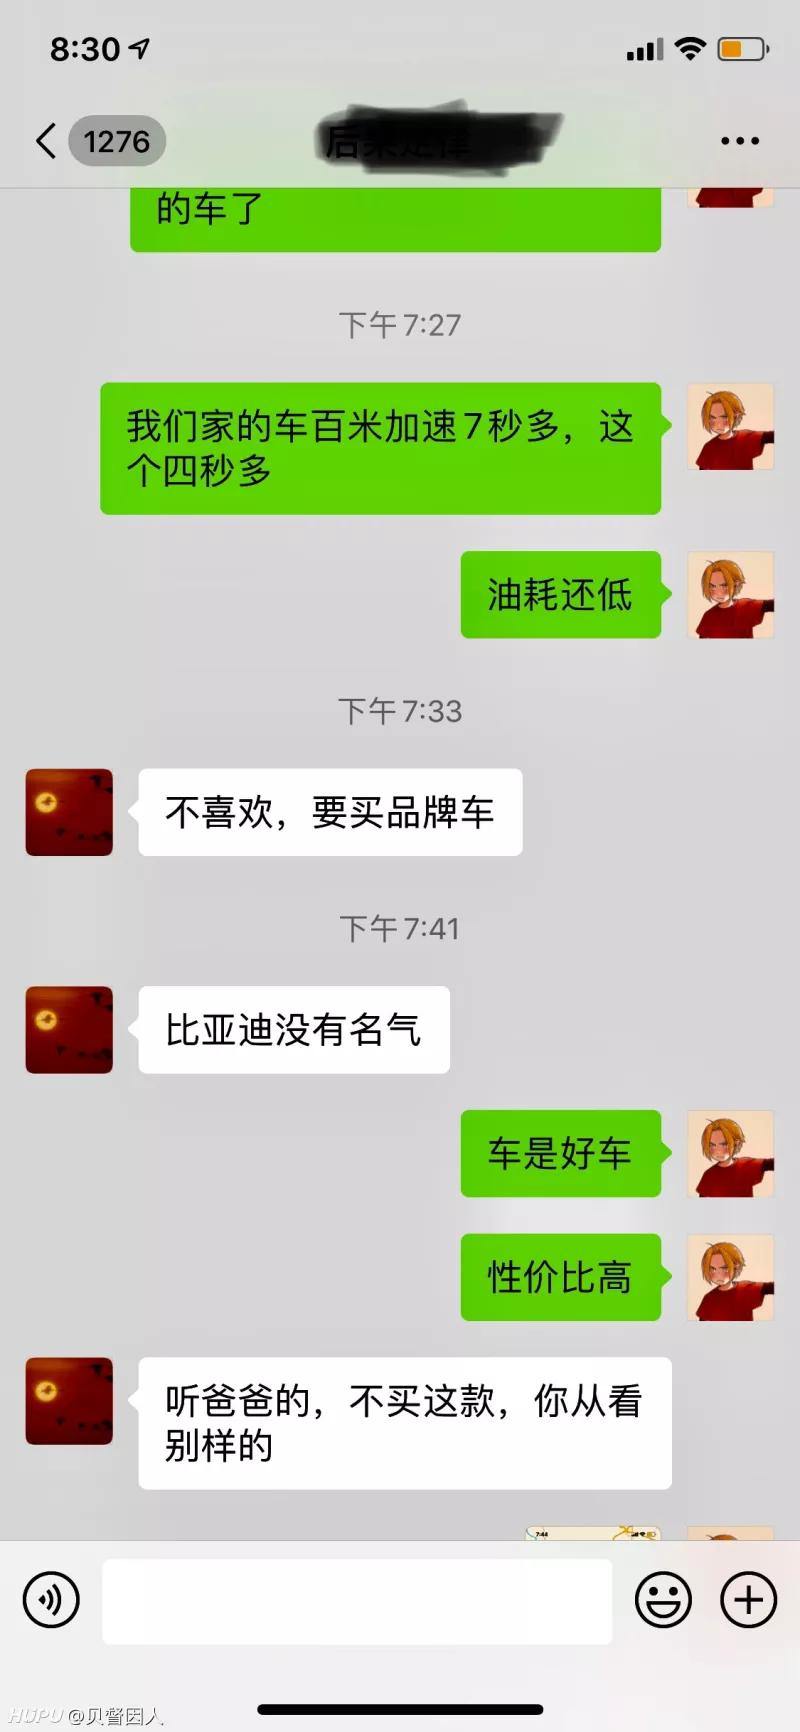 8:30
1276
的车了
下午 7:27
我们家的车百米加速7秒多，这
个四秒多
油耗还低
下午 7:33
不喜欢，要买品牌车
下午 7:41
比亚迪没有名气
车是好车
性价比高
听爸爸的，不买这款，你从看
别样的
7:44
HUPU @贝督因人